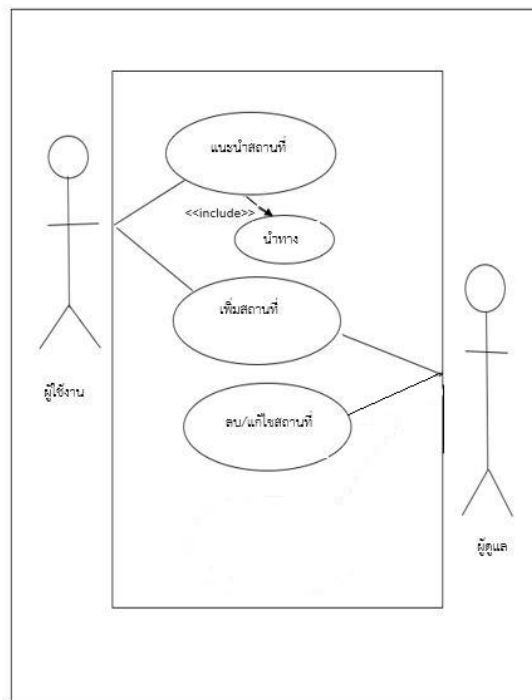 แนะนำสถานที่
<<include>>
นำทาง
เพิ่มสถานที่
ผู้ใช้งาน
ลบ/แก้ไขสถานที่
ผู้ดูแล